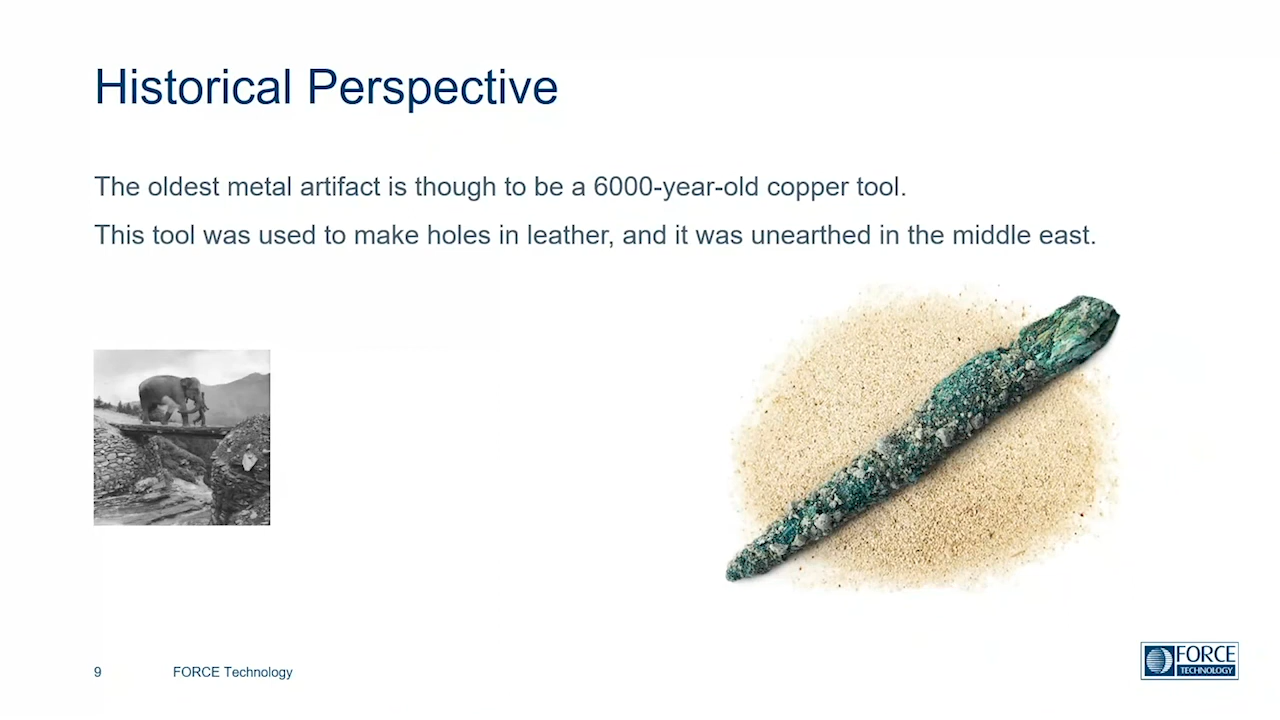 Historical Perspective
The oldest metal artifact is though to be a 6000-year-old copper tool.
This tool was used to make holes in leather, and it was unearthed in the middle east.
9
FORCE Technology
FORCE
TECHNOLOGY